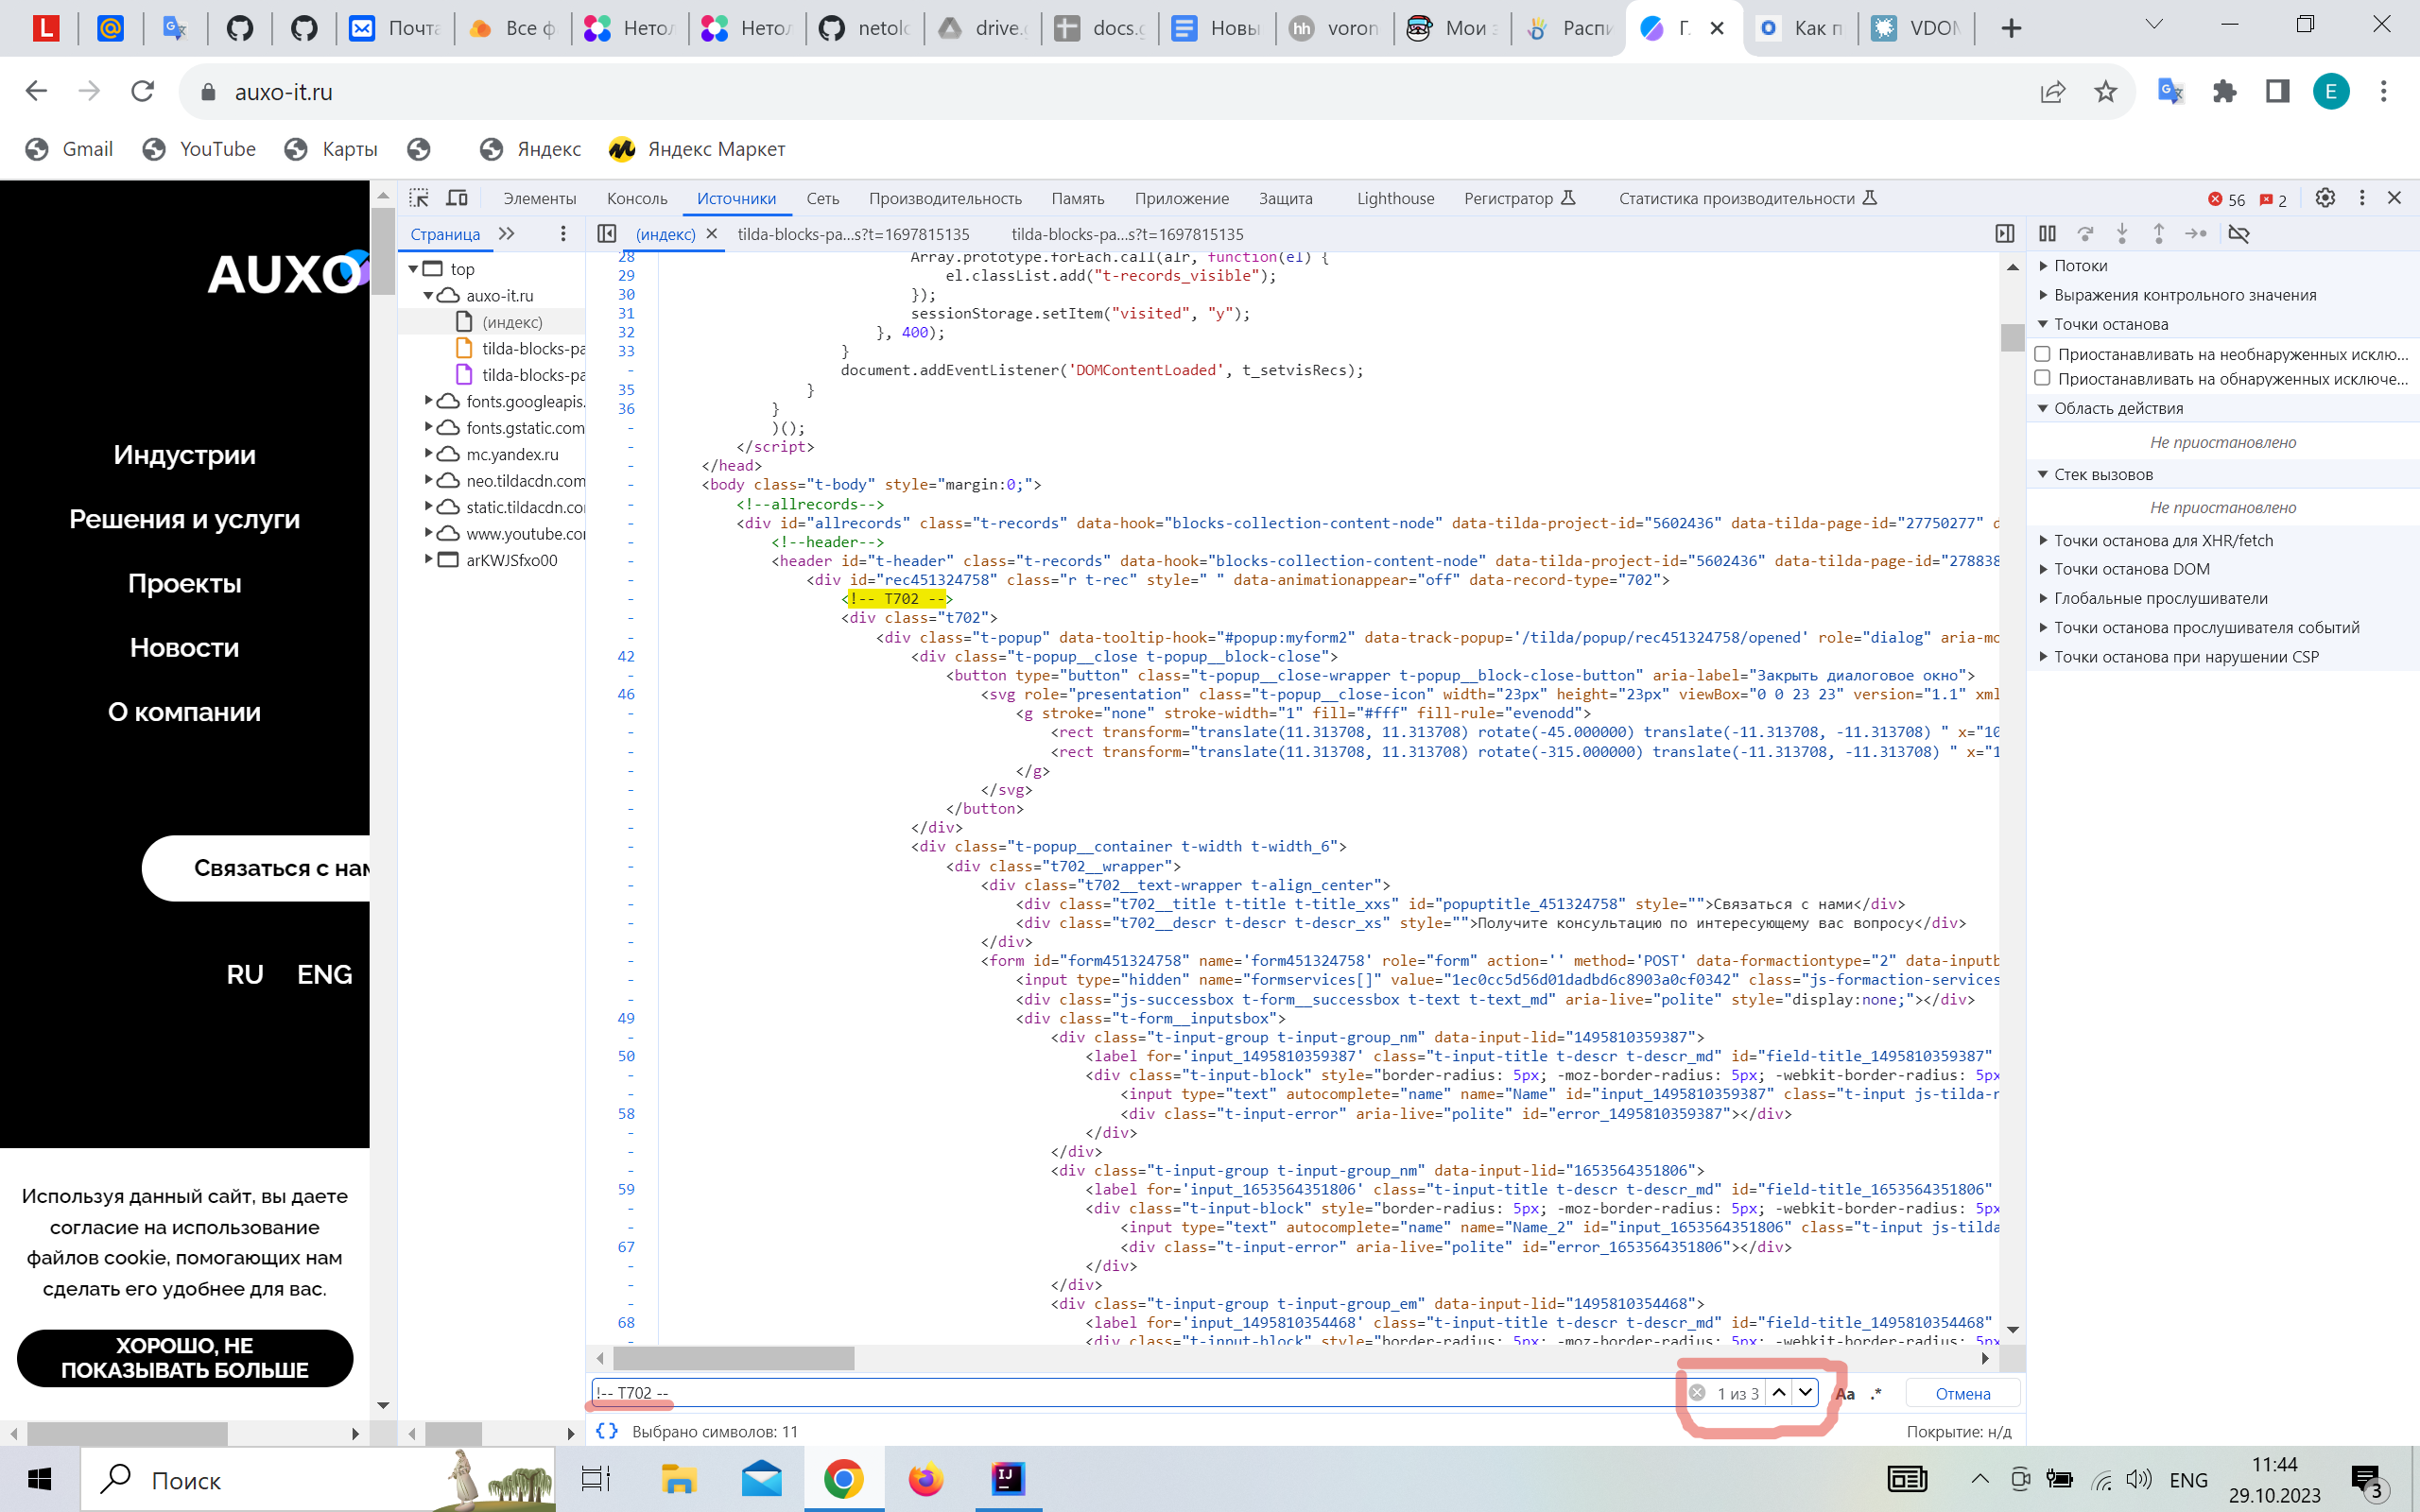 L @ Почта Все ф Нетол Нетол netolo drive.g docs.g Новы hh voron Мои з Распи Г. Как п VDOM
auxo-it.ru
E
Gmail YouTube Карты Яндекс Яндекс Маркет
AUXO
Индустрии
Решения и услуги
Проекты
Новости
О компании
Связаться с нам
RU ENG
Используя данный сайт, вы даете
согласие на использование
файлов cookie, помогающих нам
сделать его удобнее для вас.
ХОРОШО, НЕ
ПОКАЗЫВАТЬ БОЛЬШЕ
Элементы Консоль Источники Сеть Производительность Память Приложение Защита Lighthouse Регистратор Статистика производительности 56 2
Страница
top
auxo-it.ru
(индекс)
tilda-blocks-pa
tilda-blocks-pa
fonts.googleapis.
fonts.gstatic.com
mc.yandex.ru
neo.tildacdn.com
static.tildacdn.co
www.youtube.co
arKWJSfxo00
(индекс) tilda-blocks-pa...s?t=1697815135 tilda-blocks-pa...s?t=1697815135
28 Array.prototype.forEach.call(alr, function(el) {
29 el.classList.add("t-records_visible");
30 });
31 sessionStorage.setItem("visited", "y");
32 }, 400);
33 }
- document.addEventListener('DOMContentLoaded', t_setvisRecs);
35 }
36 }
- )();
- </script>
- </head>
- <body class="t-body" style="margin:0;">
- <!--allrecords-->
- <div id="allrecords" class="t-records" data-hook="blocks-collection-content-node" data-tilda-project-id="5602436" data-tilda-page-id="27750277" d
- <!--header-->
- <header id="t-header" class="t-records" data-hook="blocks-collection-content-node" data-tilda-project-id="5602436" data-tilda-page-id="278838
- <div id="rec451324758" class="r t-rec" style=" " data-animationappear="off" data-record-type="702">
- <!-- T702 -->
- <div class="t702">
- <div class="t-popup" data-tooltip-hook="#popup:myform2" data-track-popup='/tilda/popup/rec451324758/opened' role="dialog" aria-mo
42 <div class="t-popup__close t-popup__block-close">
- <button type="button" class="t-popup__close-wrapper t-popup__block-close-button" aria-label="Закрыть диалоговое окно">
46 <svg role="presentation" class="t-popup__close-icon" width="23px" height="23px" viewBox="0 0 23 23" version="1.1" xml
- <g stroke="none" stroke-width="1" fill="#fff" fill-rule="evenodd">
- <rect transform="translate(11.313708, 11.313708) rotate(-45.000000) translate(-11.313708, -11.313708) " x="10
- <rect transform="translate(11.313708, 11.313708) rotate(-315.000000) translate(-11.313708, -11.313708) " x="1
- </g>
- </svg>
- </button>
- </div>
- <div class="t-popup__container t-width t-width_6">
- <div class="t702__wrapper">
- <div class="t702__text-wrapper t-align_center">
- <div class="t702__title t-title t-title_xxs" id="popuptitle_451324758" style="">Связаться с нами</div>
- <div class="t702__descr t-descr t-descr_xs" style="">Получите консультацию по интересующему вас вопросу</div>
- </div>
- <form id="form451324758" name='form451324758' role="form" action='' method='POST' data-formactiontype="2" data-inputb
- <input type="hidden" name="formservices[]" value="1ec0cc5d56d01dadbd6c8903a0cf0342" class="js-formaction-services
- <div class="js-successbox t-form__successbox t-text t-text_md" aria-live="polite" style="display:none;"></div>
49 <div class="t-form__inputsbox">
- <div class="t-input-group t-input-group_nm" data-input-lid="1495810359387">
50 <label for='input_1495810359387' class="t-input-title t-descr t-descr_md" id="field-title_1495810359387"
- <div class="t-input-block" style="border-radius: 5px; -moz-border-radius: 5px; -webkit-border-radius: 5px
- <input type="text" autocomplete="name" name="Name" id="input_1495810359387" class="t-input js-tilda-r
58 <div class="t-input-error" aria-live="polite" id="error_1495810359387"></div>
- </div>
- </div>
- <div class="t-input-group t-input-group_nm" data-input-lid="1653564351806">
59 <label for='input_1653564351806' class="t-input-title t-descr t-descr_md" id="field-title_1653564351806"
- <div class="t-input-block" style="border-radius: 5px; -moz-border-radius: 5px; -webkit-border-radius: 5px
- <input type="text" autocomplete="name" name="Name_2" id="input_1653564351806" class="t-input js-tilda
67 <div class="t-input-error" aria-live="polite" id="error_1653564351806"></div>
- </div>
- </div>
- <div class="t-input-group t-input-group_em" data-input-lid="1495810354468">
68 <label for='input_1495810354468' class="t-input-title t-descr t-descr_md" id="field-title_1495810354468"
- <div class="t-input-block" style="border-radius: 5px; -moz-border-radius: 5px; -webkit-border-radius: 5px
!-- T702 -- 1 из 3 Aa .* Отмена
{} Выбрано символов: 11 Покрытие: н/д
Потоки
Выражения контрольного значения
Точки останова
Приостанавливать на необнаруженных исклю...
Приостанавливать на обнаруженных исключе...
Область действия
Не приостановлено
Стек вызовов
Не приостановлено
Точки останова для XHR/fetch
Точки останова DOM
Глобальные прослушиватели
Точки останова прослушивателя событий
Точки останова при нарушении CSP
Поиск IJ ENG 11:44
29.10.2023 3